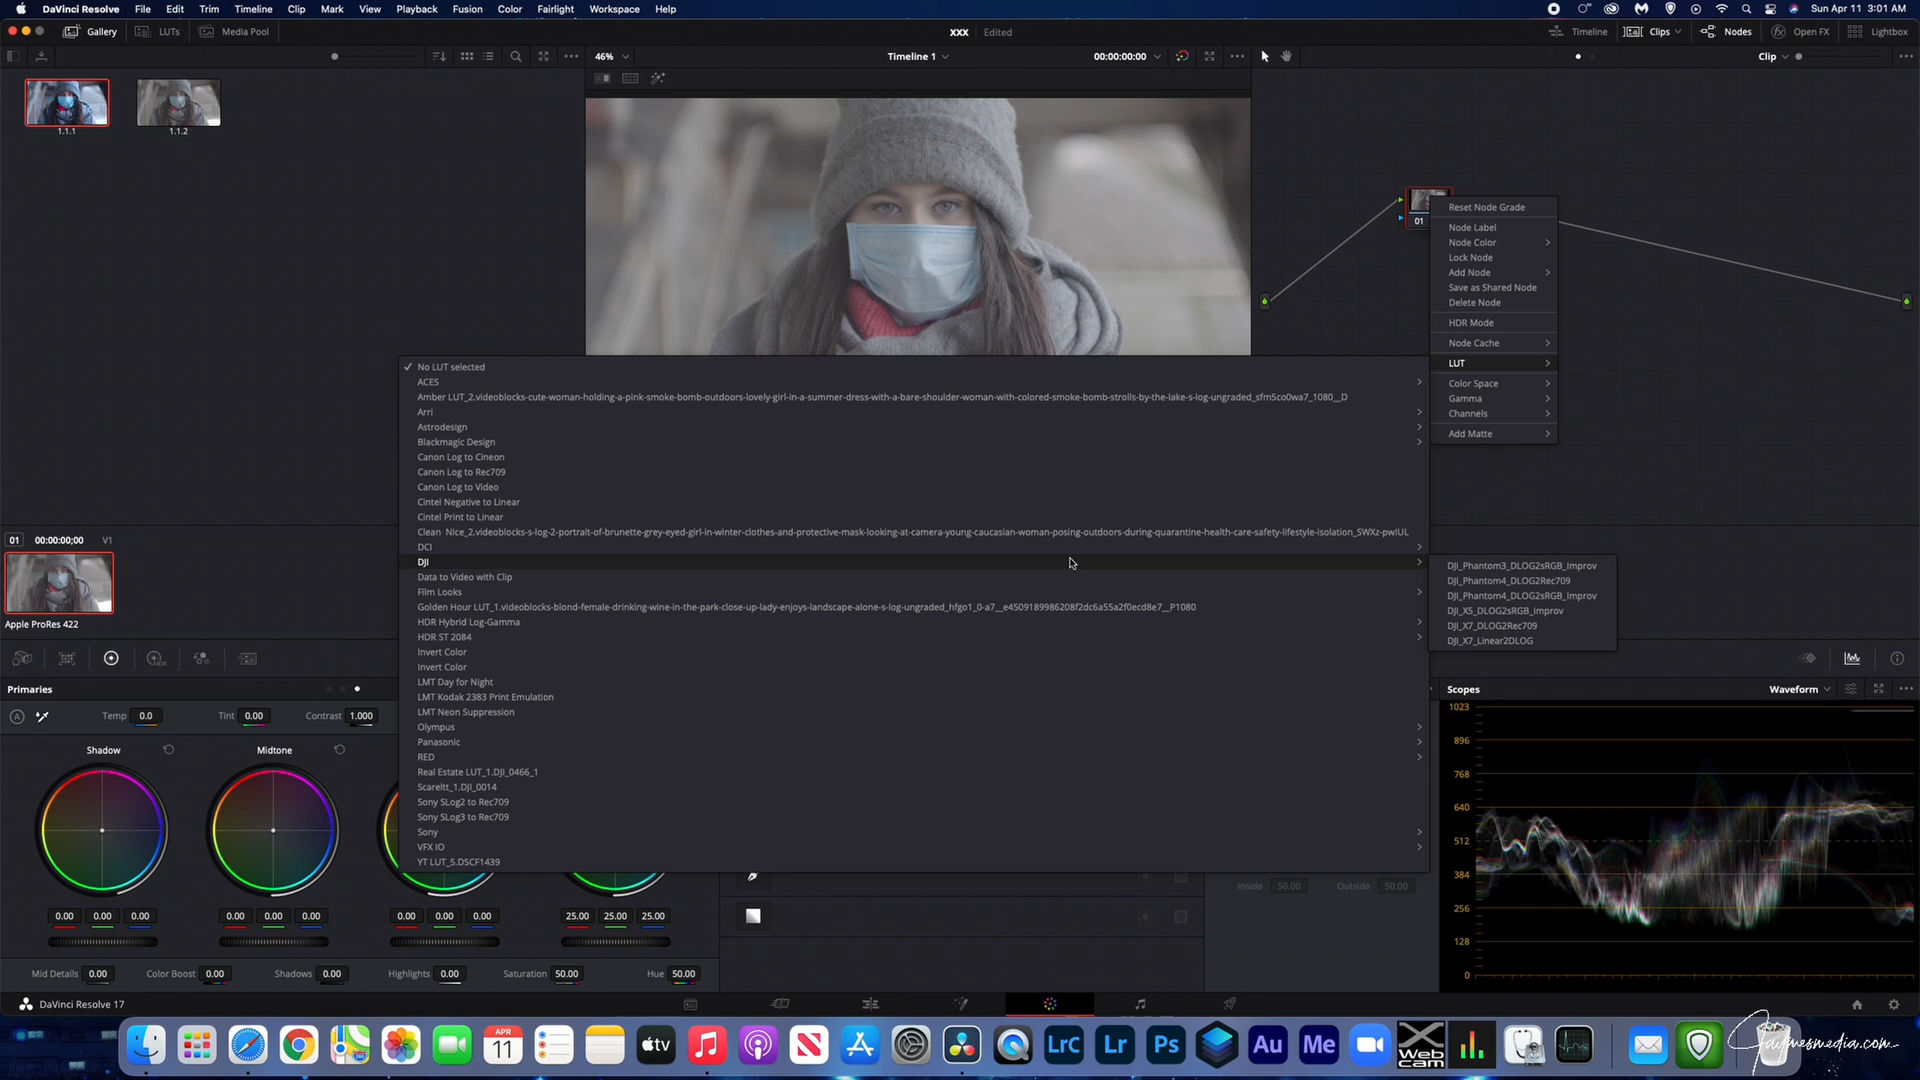 DaVinci Resolve File Edit Trim Timeline Clip Mark View Playback Fusion Color Fairlight Workspace Help Sun Apr 11 3:01 AM
Gallery LUTs Media Pool XXX Edited Timeline Clips Nodes Open FX Lightbox
46% Timeline 1 00:00:00:00 Clip
1.1.1 1.1.2
01
Reset Node Grade
Node Label
Node Color
Lock Node
Add Node
Save as Shared Node
Delete Node
HDR Mode
Node Cache
LUT
Color Space
Gamma
Channels
Add Matte
No LUT selected
ACES
Amber LUT_2.videoblocks-cute-woman-holding-a-pink-smoke-bomb-outdoors-lovely-girl-in-a-summer-dress-with-a-bare-shoulder-woman-with-colored-smoke-bomb-strolls-by-the-lake-s-log-ungraded_sfm5co0wa7_1080__D
Arri
Astrodesign
Blackmagic Design
Canon Log to Cineon
Canon Log to Rec709
Canon Log to Video
Cintel Negative to Linear
Cintel Print to Linear
Clean Nice_2.videoblocks-s-log-2-portrait-of-brunette-grey-eyed-girl-in-winter-clothes-and-protective-mask-looking-at-camera-young-caucasian-woman-posing-outdoors-during-quarantine-health-care-safety-lifestyle-isolation_SWXz-pwIUL
DCI
DJI
Data to Video with Clip
Film Looks
Golden Hour LUT_1.videoblocks-blond-female-drinking-wine-in-the-park-close-up-lady-enjoys-landscape-alone-s-log-ungraded_hfgo1_0-a7__e4509189986208f2dc6a55a2f0ecd8e7__P1080
HDR Hybrid Log-Gamma
HDR ST 2084
Invert Color
Invert Color
LMT Day for Night
LMT Kodak 2383 Print Emulation
LMT Neon Suppression
Olympus
Panasonic
RED
Real Estate LUT_1.DJI_0466_1
ScareItt_1.DJI_0014
Sony SLog2 to Rec709
Sony SLog3 to Rec709
Sony
VFX IO
YT LUT_5.DSCF1439
DJI_Phantom3_DLOG2sRGB_Improv
DJI_Phantom4_DLOG2Rec709
DJI_Phantom4_DLOG2sRGB_Improv
DJI_X5_DLOG2sRGB_Improv
DJI_X7_DLOG2Rec709
DJI_X7_Linear2DLOG
01 00:00:00;00 V1
Apple ProRes 422
HDR
Primaries
Temp 0.0 Tint 0.00 Contrast 1.000
Shadow Midtone
0.00 0.00 0.00 0.00 0.00 0.00 0.00 0.00 0.00 25.00 25.00 25.00
Mid Details 0.00 Color Boost 0.00 Shadows 0.00 Highlights 0.00 Saturation 50.00 Hue 50.00
Inside 50.00 Outside 50.00
Scopes Waveform
1023
896
768
640
512
384
256
128
0
DaVinci Resolve 17
APR
11
tv
LrC Lr Ps Au Me
Web
cam
Jaymesmedia.com